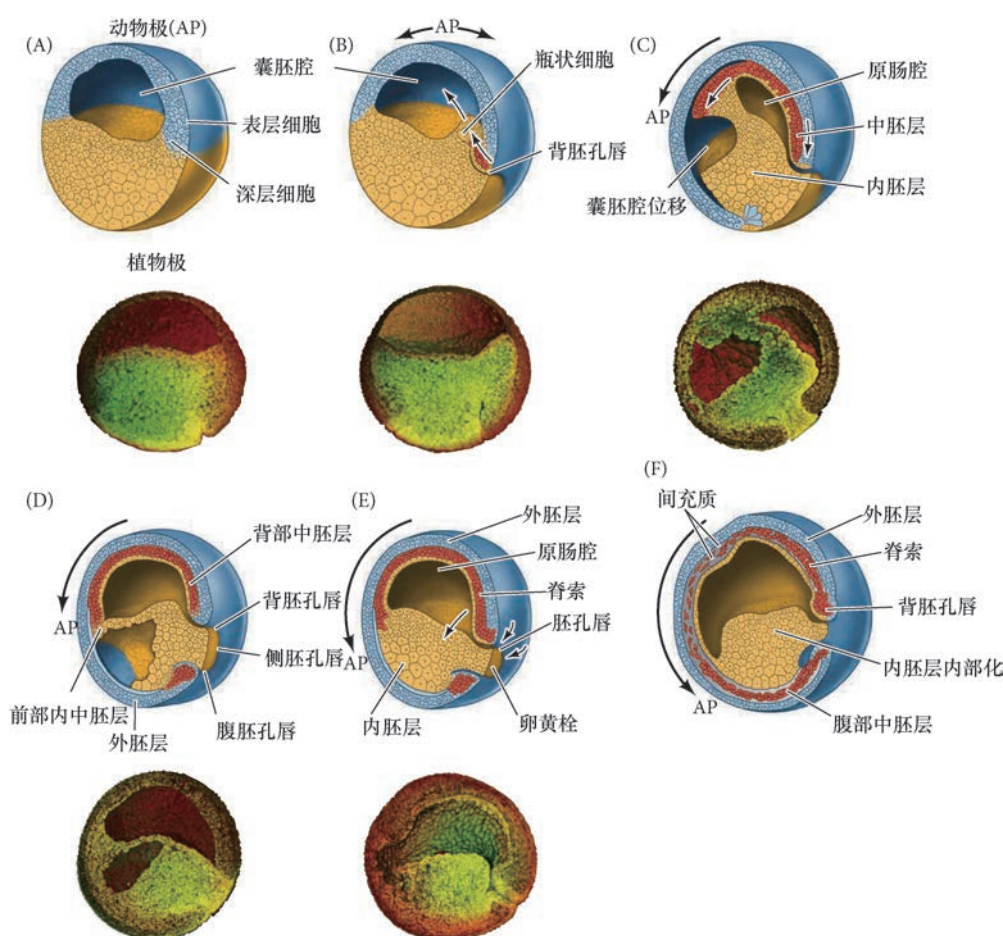 (A)
动物极(AP)
囊胚腔
表层细胞
深层细胞
植物极
(B)
AP
瓶状细胞
背胚孔唇
(C)
AP
原肠腔
中胚层
内胚层
囊胚腔位移
(D)
背部中胚层
背胚孔唇
AP
侧胚孔唇
前部内中胚层
外胚层
腹胚孔唇
(E)
外胚层
原肠腔
脊索
胚孔唇
AP
内胚层
卵黄栓
(F)
间充质
外胚层
脊索
背胚孔唇
内胚层内部化
AP
腹部中胚层